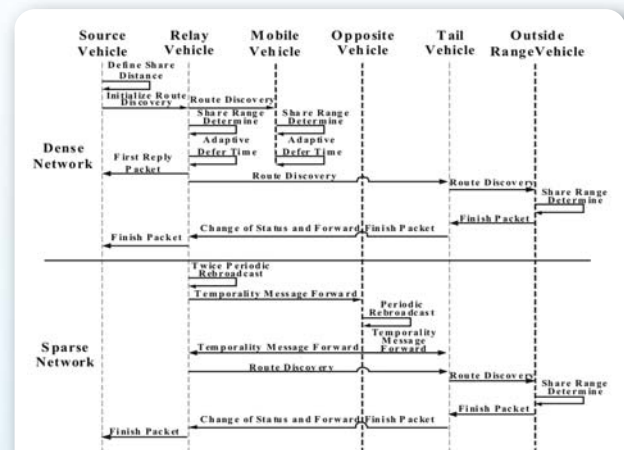 Source Vehicle
Relay Vehicle
Mobile Vehicle
Opposite Vehicle
Tail Vehicle
Outside RangeVehicle
Define Share
Distance
Initialize Route
Discovery
Route Discovery
Share Range
Determine
Share Range
Determine
Adaptive
Defer Time
Adaptive
Defer Time
Dense
Network
First Reply
Packet
Route Discovery
Route Discovery
Share Range
Determine
Finish Packet
Change of Status and Forward Finish Packet
Finish Packet
Twice Periodic
Rebroadcast
Temporality Message Forward
Periodic
Rebroadcast
Temporality
Message
Forward
Temporality Message Forward
Sparse
Network
Route Discovery
Route Discovery
Share Range
Determine
Finish Packet
Change of Status and Forward Finish Packet
Finish Packet